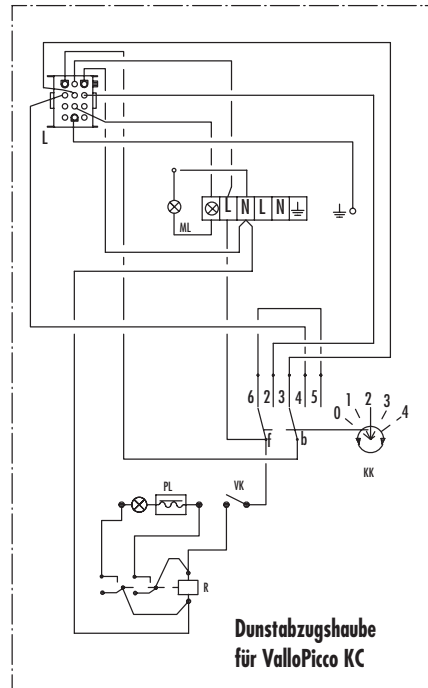 L
ML
L N L N
6 2 3 4 5
0 1 2 3 4
f b
KK
PL
VK
R
Dunstabzugshaube
für ValloPicco KC